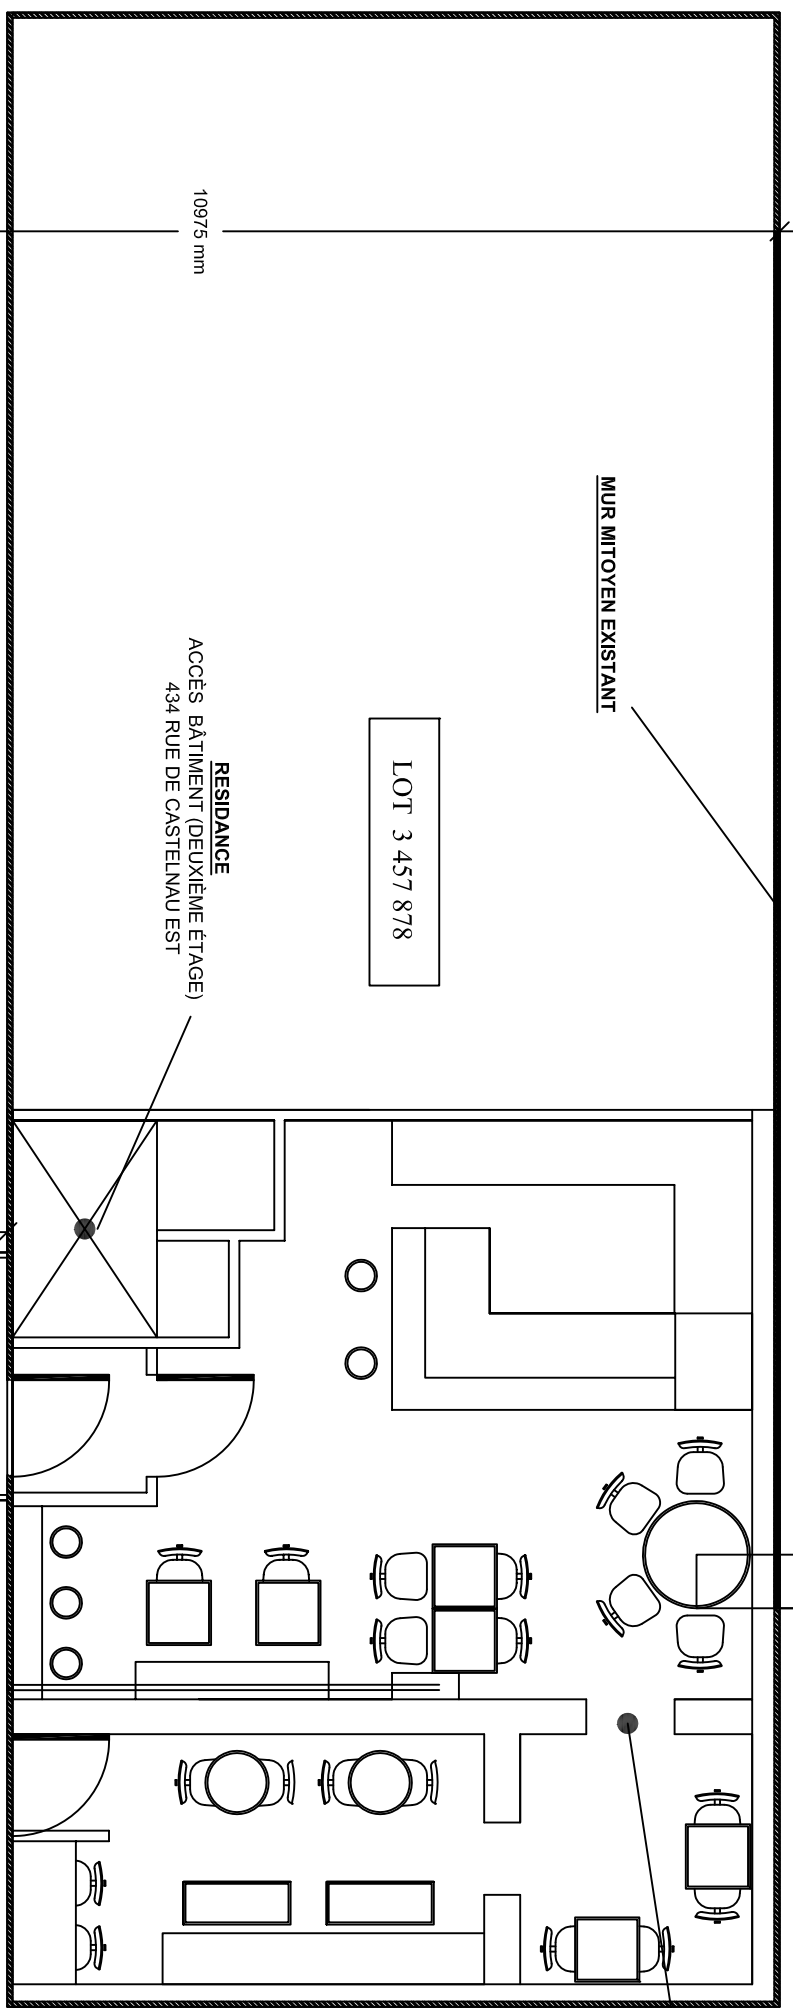 10975 mm
MUR MITOYEN EXISTANT
LOT 3 457 878
RESIDANCE
ACCÈS BÂTIMENT (DEUXIÈME ÉTAGE)
434 RUE DE CASTELNAU EST